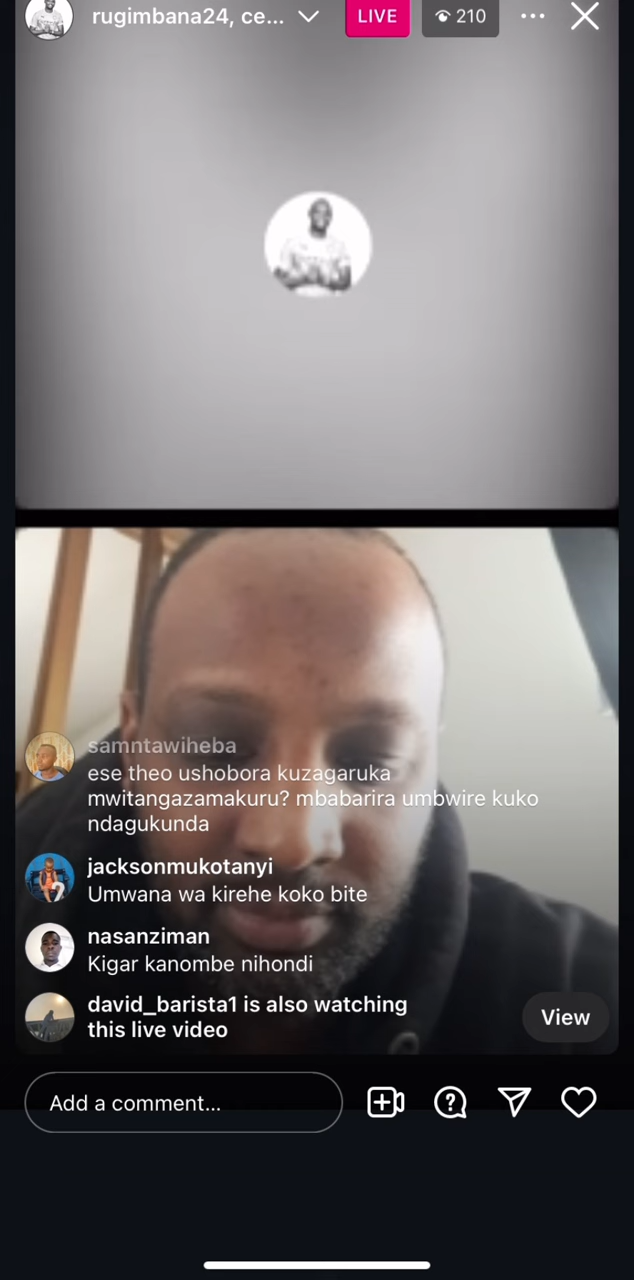 rugimbana24, ce...
LIVE
210
samntawiheba
ese theo ushobora kuzagaruka
mwitangazamakuru? mbabarira umbwire kuko
ndagukunda
jacksonmukotanyi
Umwana wa kirehe koko bite
nasanziman
Kigar kanombe nihondi
david_barista1 is also watching
this live video
View
Add a comment...